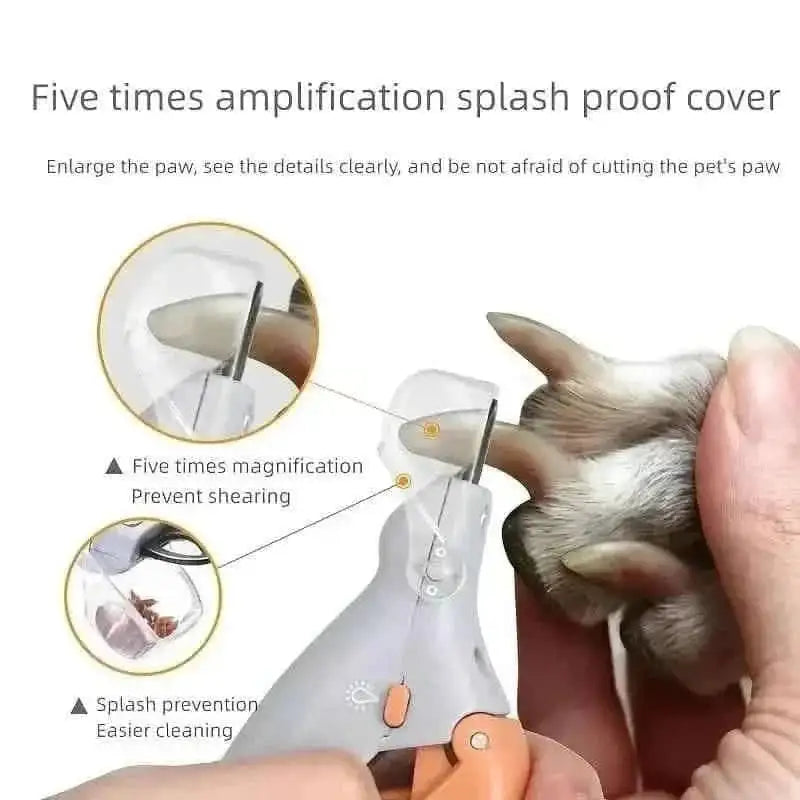 Five times amplification splash proof cover
Enlarge the paw, see the details clearly, and be not afraid of cutting the pet's paw
▲ Five times magnification
Prevent shearing
▲ Splash prevention
Easier cleaning